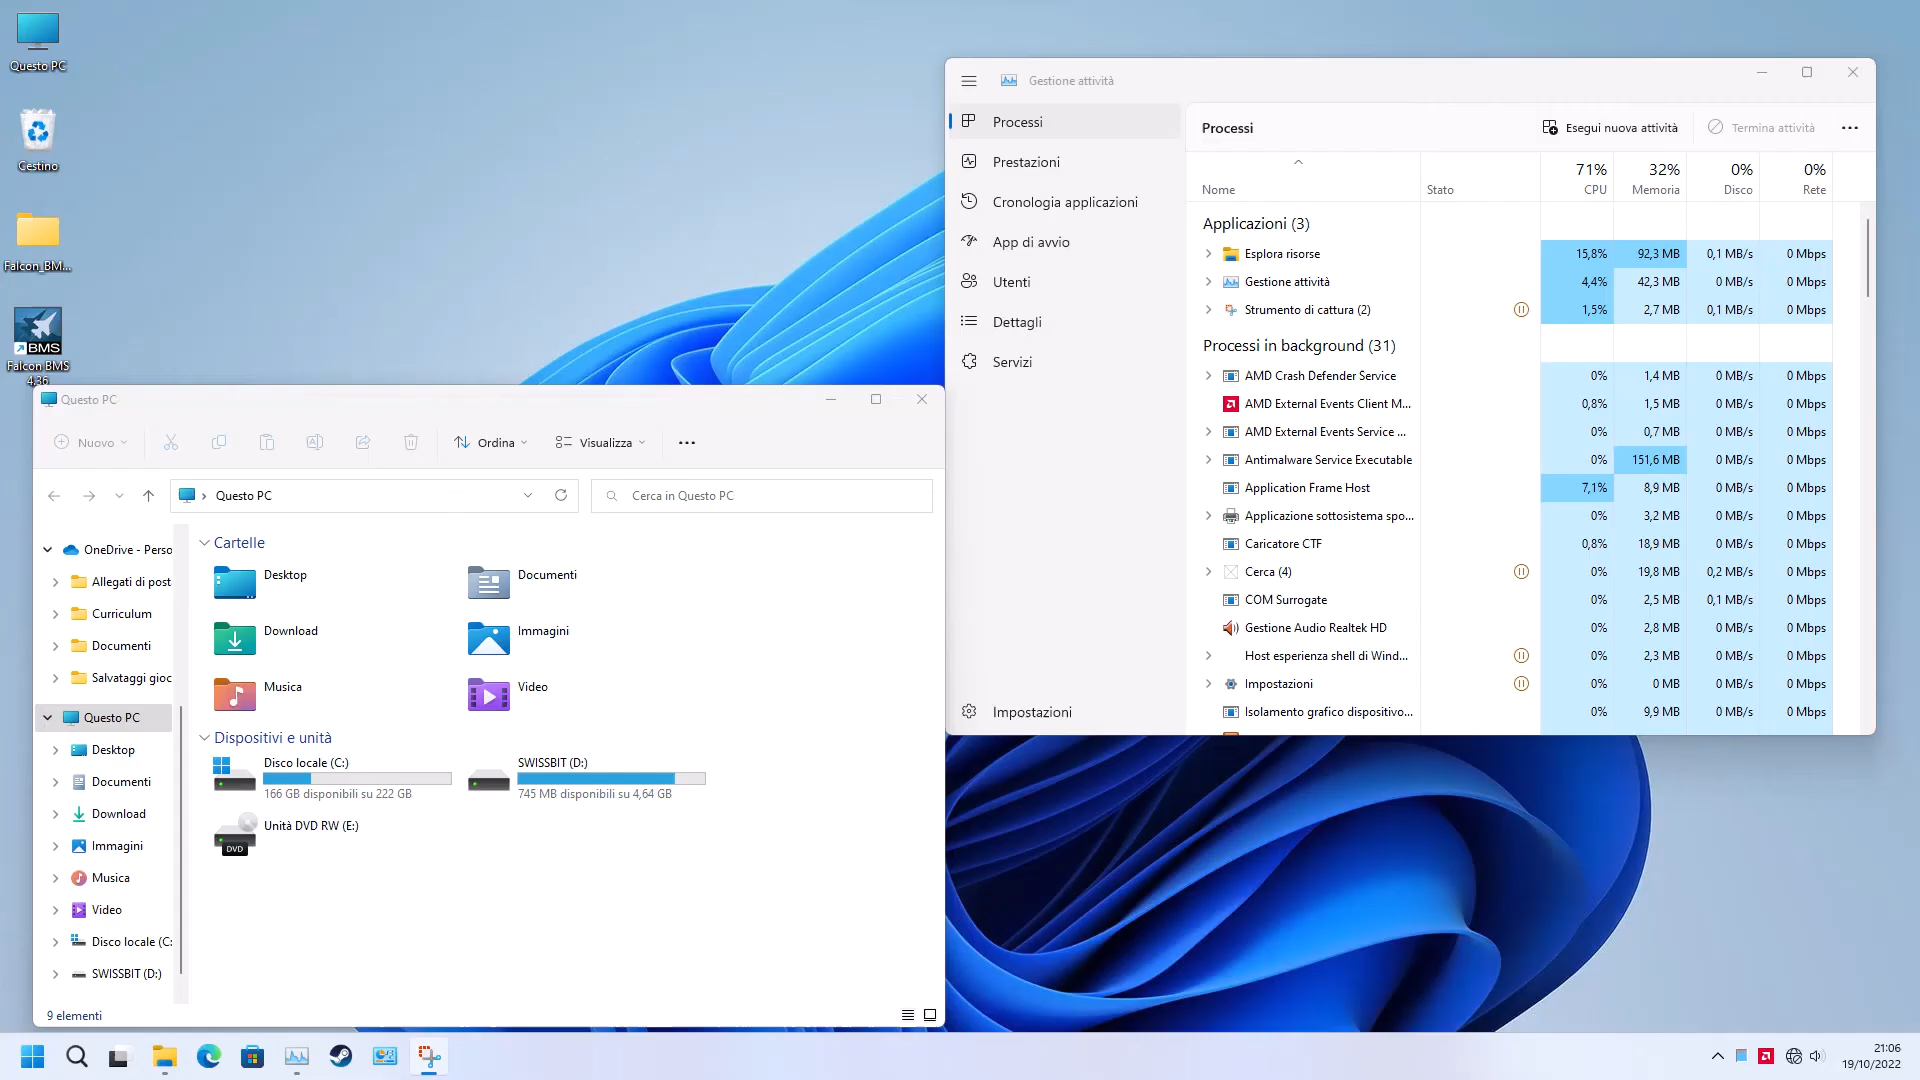 Questo PC
Cestino
Falcon_BM...
BMS
Falcon BMS
4.36
Gestione attività
Processi
Prestazioni
Cronologia applicazioni
App di avvio
Utenti
Dettagli
Servizi
Impostazioni
Processi
Esegui nuova attività
Termina attività
71%
32%
0%
0%
Nome
Stato
CPU
Memoria
Disco
Rete
Applicazioni (3)
Esplora risorse 15,8% 92,3 MB 0,1 MB/s 0 Mbps
Gestione attività 4,4% 42,3 MB 0 MB/s 0 Mbps
Strumento di cattura (2) 1,5% 2,7 MB 0,1 MB/s 0 Mbps
Processi in background (31)
AMD Crash Defender Service 0% 1,4 MB 0 MB/s 0 Mbps
AMD External Events Client M... 0,8% 1,5 MB 0 MB/s 0 Mbps
AMD External Events Service ... 0% 0,7 MB 0 MB/s 0 Mbps
Antimalware Service Executable 0% 151,6 MB 0 MB/s 0 Mbps
Application Frame Host 7,1% 8,9 MB 0 MB/s 0 Mbps
Applicazione sottosistema spo... 0% 3,2 MB 0 MB/s 0 Mbps
Caricatore CTF 0,8% 18,9 MB 0 MB/s 0 Mbps
Cerca (4) 0% 19,8 MB 0,2 MB/s 0 Mbps
COM Surrogate 0% 2,5 MB 0,1 MB/s 0 Mbps
Gestione Audio Realtek HD 0% 2,8 MB 0 MB/s 0 Mbps
Host esperienza shell di Wind... 0% 2,3 MB 0 MB/s 0 Mbps
Impostazioni 0% 0 MB 0 MB/s 0 Mbps
Isolamento grafico dispositivo... 0% 9,9 MB 0 MB/s 0 Mbps
Questo PC
Nuovo
Ordina
Visualizza
Questo PC
Cerca in Questo PC
OneDrive - Perso
Allegati di post
Curriculum
Documenti
Salvataggi gioc
Questo PC
Desktop
Documenti
Download
Immagini
Musica
Video
Disco locale (C:
SWISSBIT (D:)
Cartelle
Desktop
Documenti
Download
Immagini
Musica
Video
Dispositivi e unità
Disco locale (C:)
166 GB disponibili su 222 GB
SWISSBIT (D:)
745 MB disponibili su 4,64 GB
DVD
Unità DVD RW (E:)
9 elementi
21:06
19/10/2022